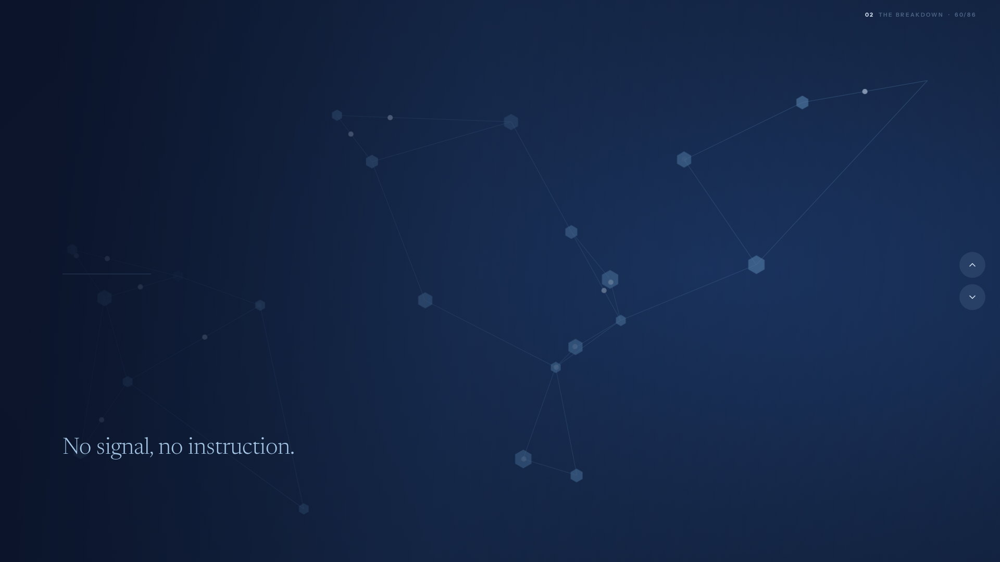 02 THE BREAKDOWN · 60/86
No signal, no instruction.